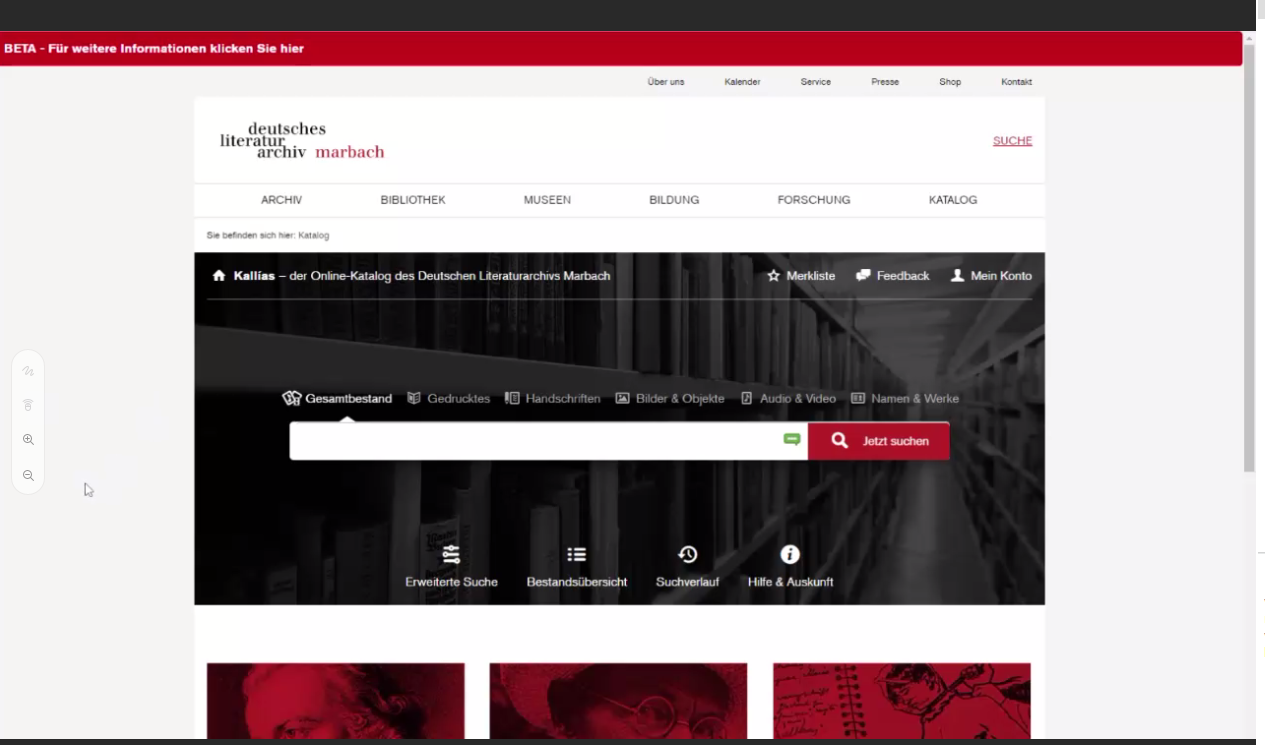 BETA - Für weitere Informationen klicken Sie hier
Über uns Kalender Service Presse Shop Kontakt
deutsches
literatur
archiv marbach
SUCHE
ARCHIV BIBLIOTHEK MUSEEN BILDUNG FORSCHUNG KATALOG
Sie befinden sich hier: Katalog
Kallías – der Online-Katalog des Deutschen Literaturarchivs Marbach Merkliste Feedback Mein Konto
Gesamtbestand Gedrucktes Handschriften Bilder & Objekte Audio & Video Namen & Werke
Jetzt suchen
Erweiterte Suche Bestandsübersicht Suchverlauf Hilfe & Auskunft